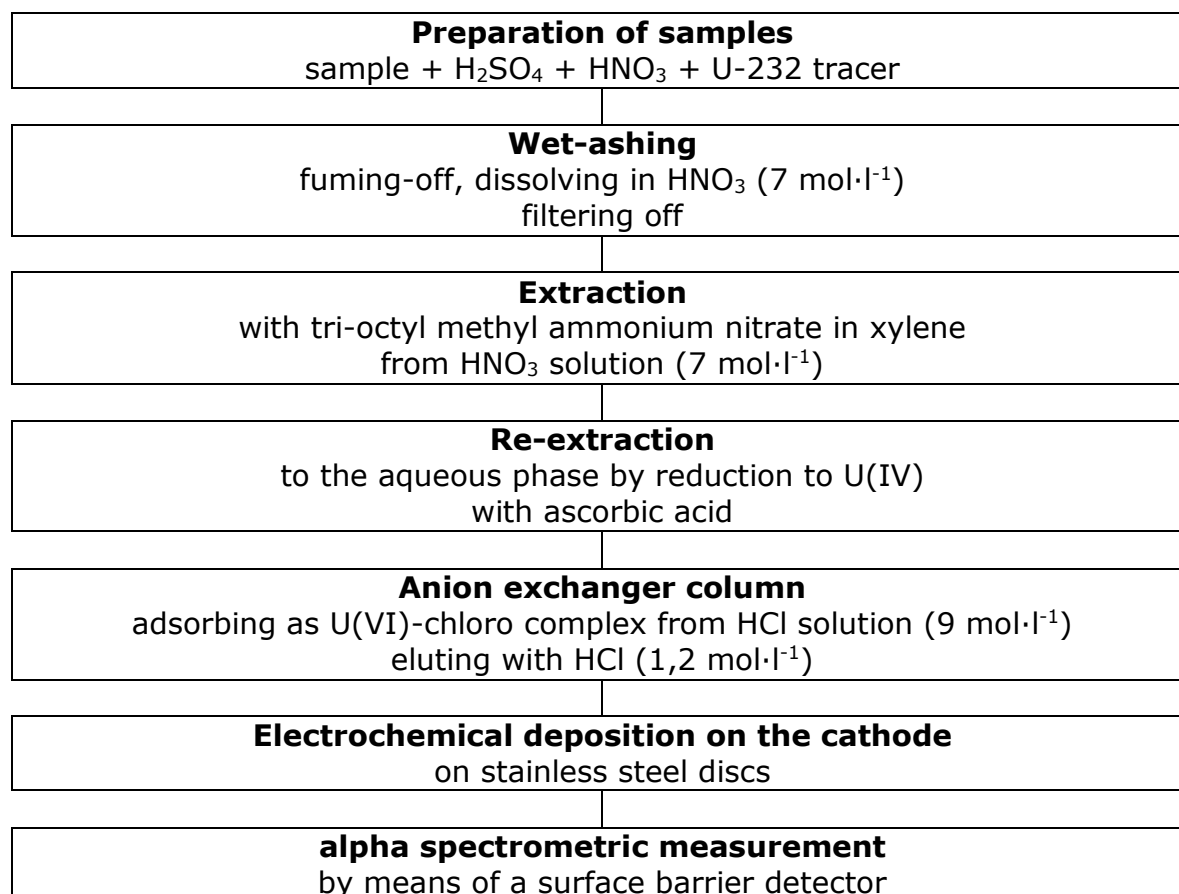 Preparation of samples
sample + H₂SO₄ + HNO₃ + U-232 tracer
Wet-ashing
fuming-off, dissolving in HNO₃ (7 mol·l⁻¹)
filtering off
Extraction
with tri-octyl methyl ammonium nitrate in xylene
from HNO₃ solution (7 mol·l⁻¹)
Re-extraction
to the aqueous phase by reduction to U(IV)
with ascorbic acid
Anion exchanger column
adsorbing as U(VI)-chloro complex from HCl solution (9 mol·l⁻¹)
eluting with HCl (1,2 mol·l⁻¹)
Electrochemical deposition on the cathode
on stainless steel discs
alpha spectrometric measurement
by means of a surface barrier detector